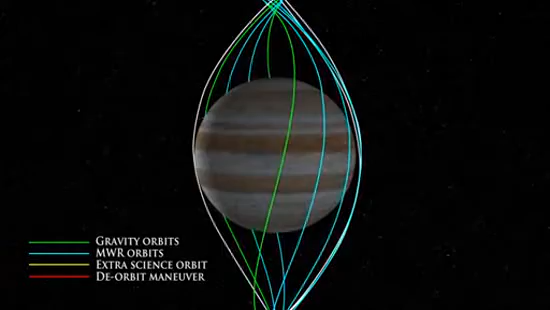 Gravity orbits
MWR orbits
Extra science orbit
De-orbit maneuver